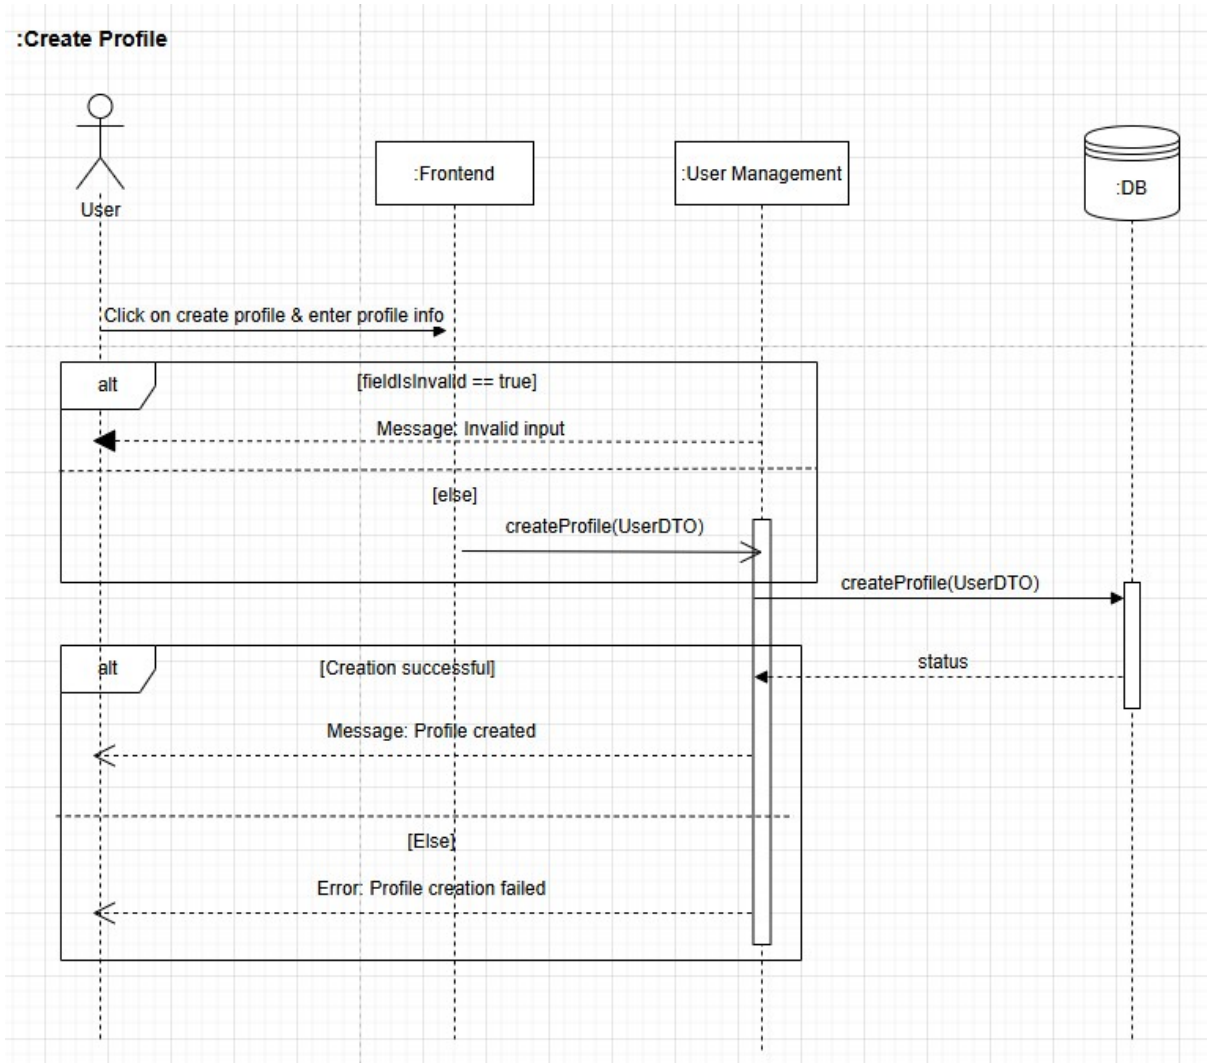 :Create Profile
User
:Frontend
:User Management
:DB
Click on create profile & enter profile info
alt
[fieldIsInvalid == true]
Message: Invalid input
[else]
createProfile(UserDTO)
createProfile(UserDTO)
alt
[Creation successful]
status
Message: Profile created
[Else]
Error: Profile creation failed